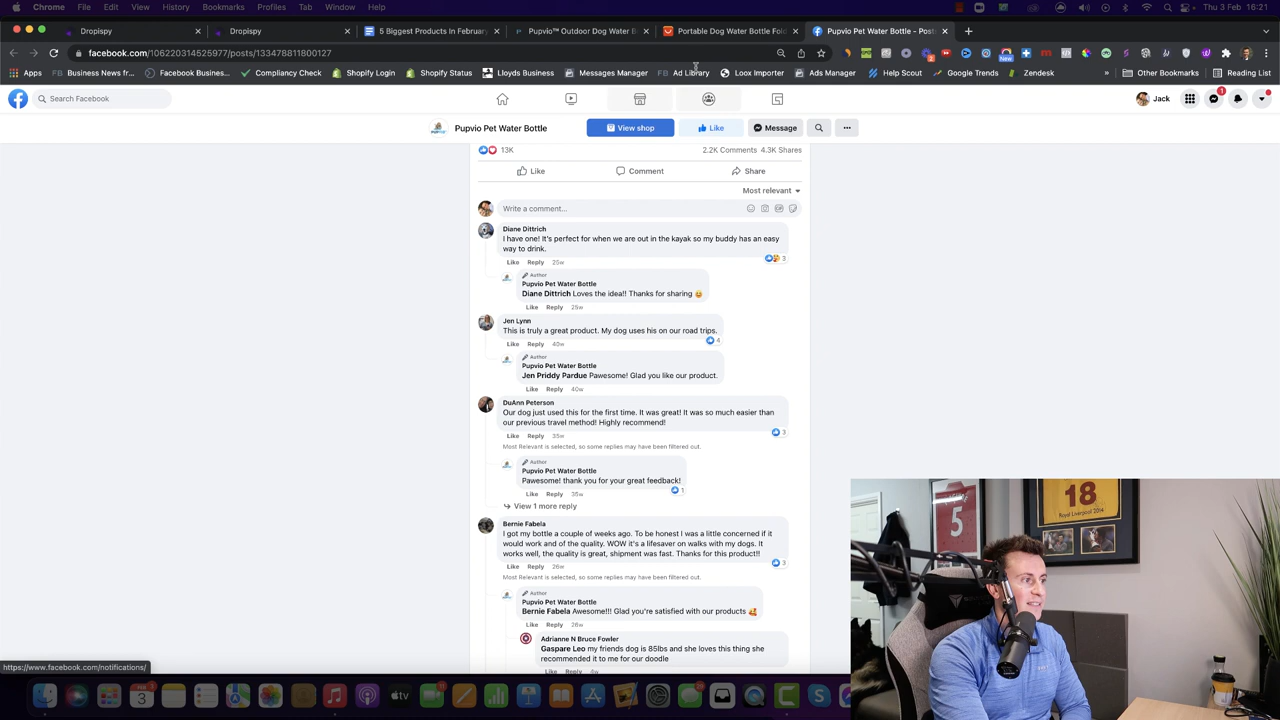 Chrome File Edit View History Bookmarks Profiles Tab Window Help
Thu 3 Feb 16:21
Dropispy
Dropispy
5 Biggest Products In February
Pupvio™ Outdoor Dog Water B
Portable Dog Water Bottle Fold
Pupvio Pet Water Bottle - Post
facebook.com/106220314525977/posts/133478811800127
Apps
Business News fr...
Facebook Busines...
Compliancy Check
Shopify Login
Shopify Status
Lloyds Business
Messages Manager
Ad Library
Loox Importer
Ads Manager
Help Scout
Google Trends
Zendesk
»
Other Bookmarks
Reading List
New
Search Facebook
Jack
1
Pupvio Pet Water Bottle
View shop
Like
Message
13K
2.2K Comments 4.3K Shares
Like
Comment
Share
Most relevant
Write a comment...
Diane Dittrich
I have one! It's perfect for when we are out in the kayak so my buddy has an easy
way to drink.
3
Like Reply 25w
Author
Pupvio Pet Water Bottle
Diane Dittrich Loves the idea!! Thanks for sharing
Like Reply 25w
Jen Lynn
This is truly a great product. My dog uses his on our road trips.
4
Like Reply 40w
Author
Pupvio Pet Water Bottle
Jen Priddy Pardue Pawesome! Glad you like our product.
Like Reply 40w
DuAnn Peterson
Our dog just used this for the first time. It was great! It was so much easier than
our previous travel method! Highly recommend!
3
Like Reply 35w
Most Relevant is selected, so some replies may have been filtered out.
Author
Pupvio Pet Water Bottle
Pawesome! thank you for your great feedback!
1
Like Reply 35w
View 1 more reply
Bernie Fabela
I got my bottle a couple of weeks ago. To be honest I was a little concerned if it
would work and of the quality. WOW it's a lifesaver on walks with my dogs. It
works well, the quality is great, shipment was fast. Thanks for this product!!
3
Like Reply 26w
Most Relevant is selected, so some replies may have been filtered out.
Author
Pupvio Pet Water Bottle
Bernie Fabela Awesome!!! Glad you're satisfied with our products
Like Reply 26w
Adrianne N Bruce Fowler
Gaspare Leo my friends dog is 85lbs and she loves this thing she
recommended it to me for our doodle
Like Reply 4w
https://www.facebook.com/notifications/
5
18
Royal Liverpool 2014